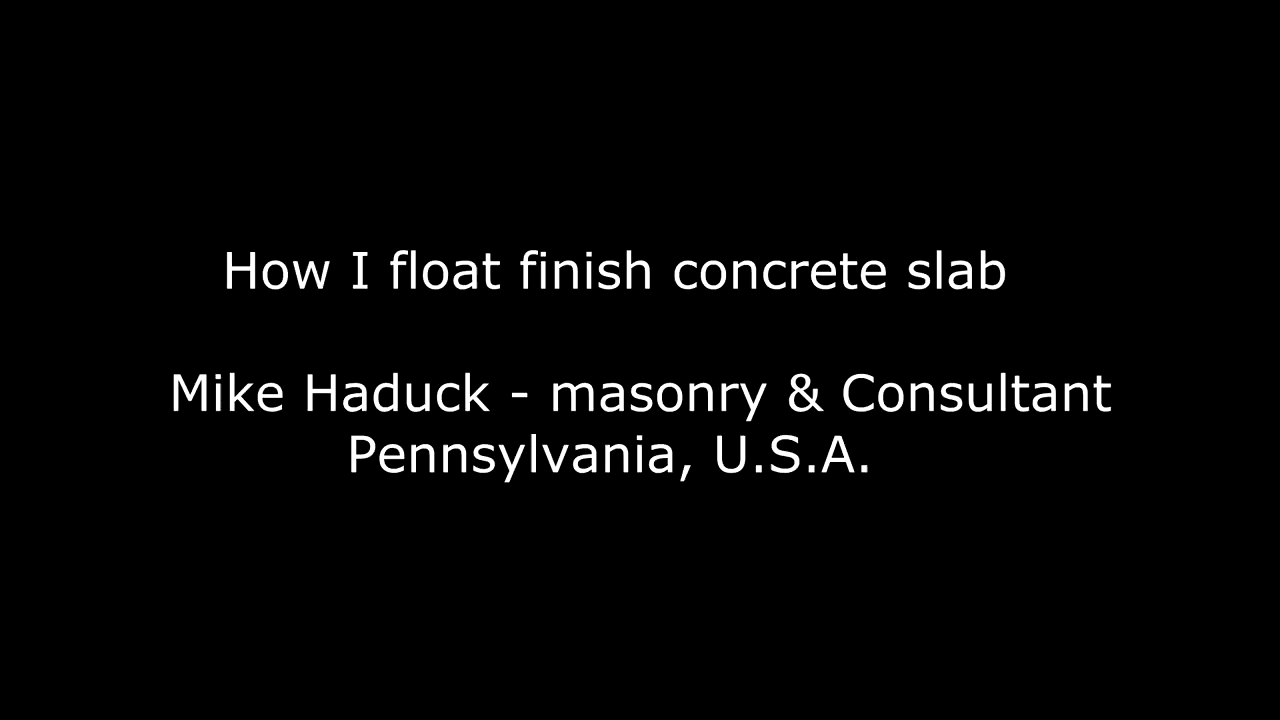 How I float finish concrete slab
Mike Haduck - masonry & Consultant
Pennsylvania, U.S.A.